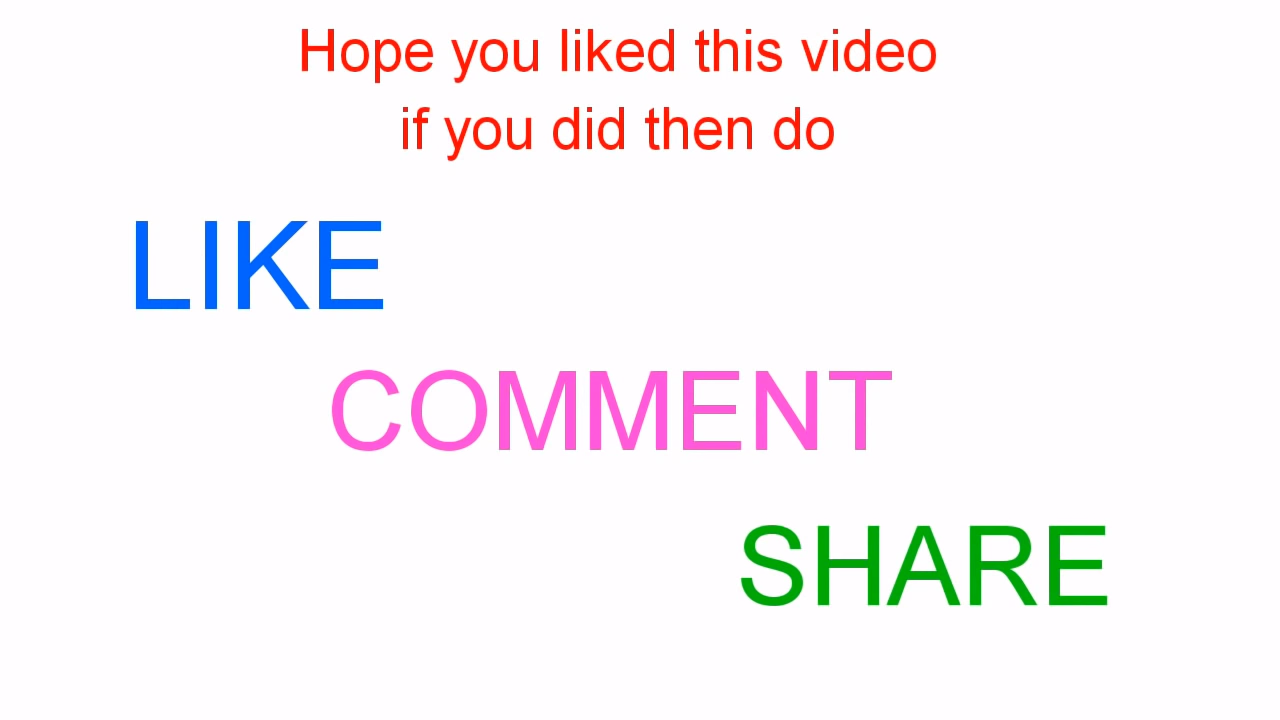 Hope you liked this video
if you did then do
LIKE
COMMENT
SHARE